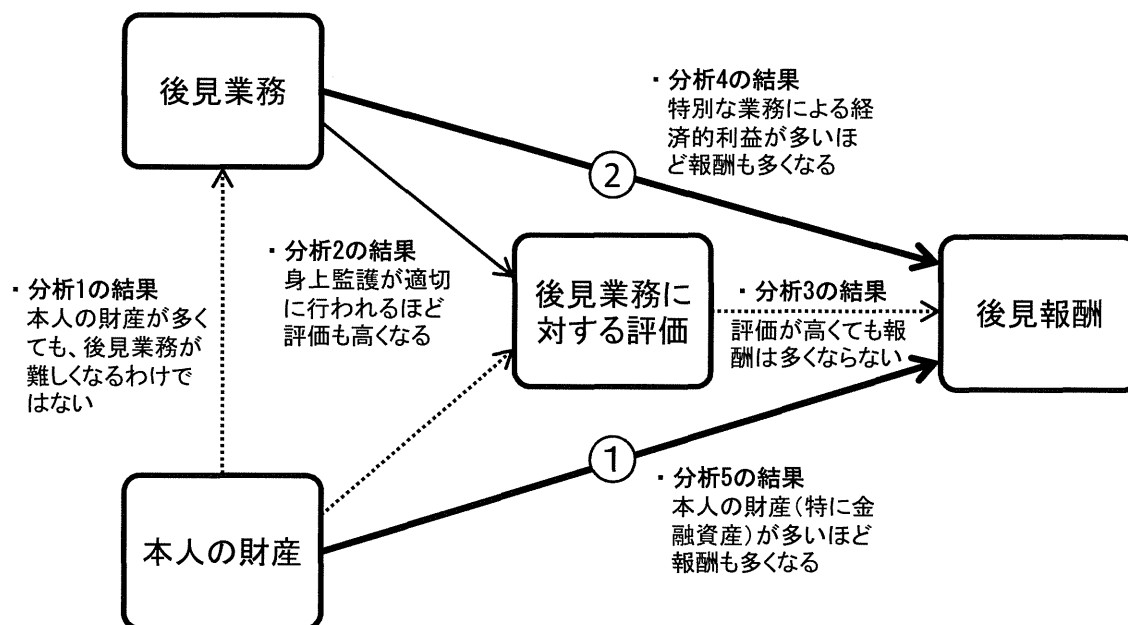 後見業務
・分析4の結果
特別な業務による経
済的利益が多いほ
ど報酬も多くなる
②
・分析2の結果
身上監護が適切
に行われるほど
評価も高くなる
・分析1の結果
本人の財産が多く
ても、後見業務が
難しくなるわけで
はない
後見業務に
対する評価
・分析3の結果
評価が高くても報
酬は多くならない
後見報酬
①
・分析5の結果
本人の財産(特に金
融資産)が多いほど
報酬も多くなる
本人の財産